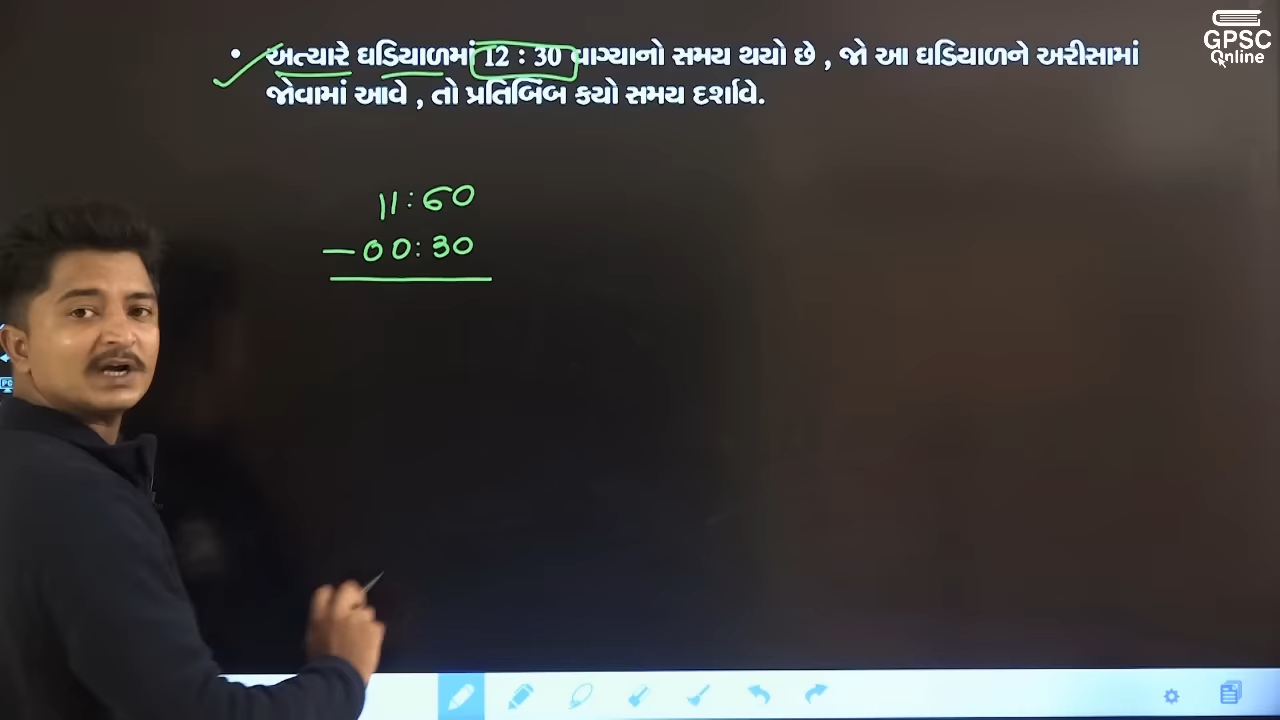 GPSC
Online
• અત્યારે ઘડિયાળમાં 12 : 30 વાગ્યાનો સમય થયો છે , જો આ ઘડિયાળને અરીસામાં
જોવામાં આવે , તો પ્રતિબિંબ કયો સમય દર્શાવે.
11:60
— 00:30